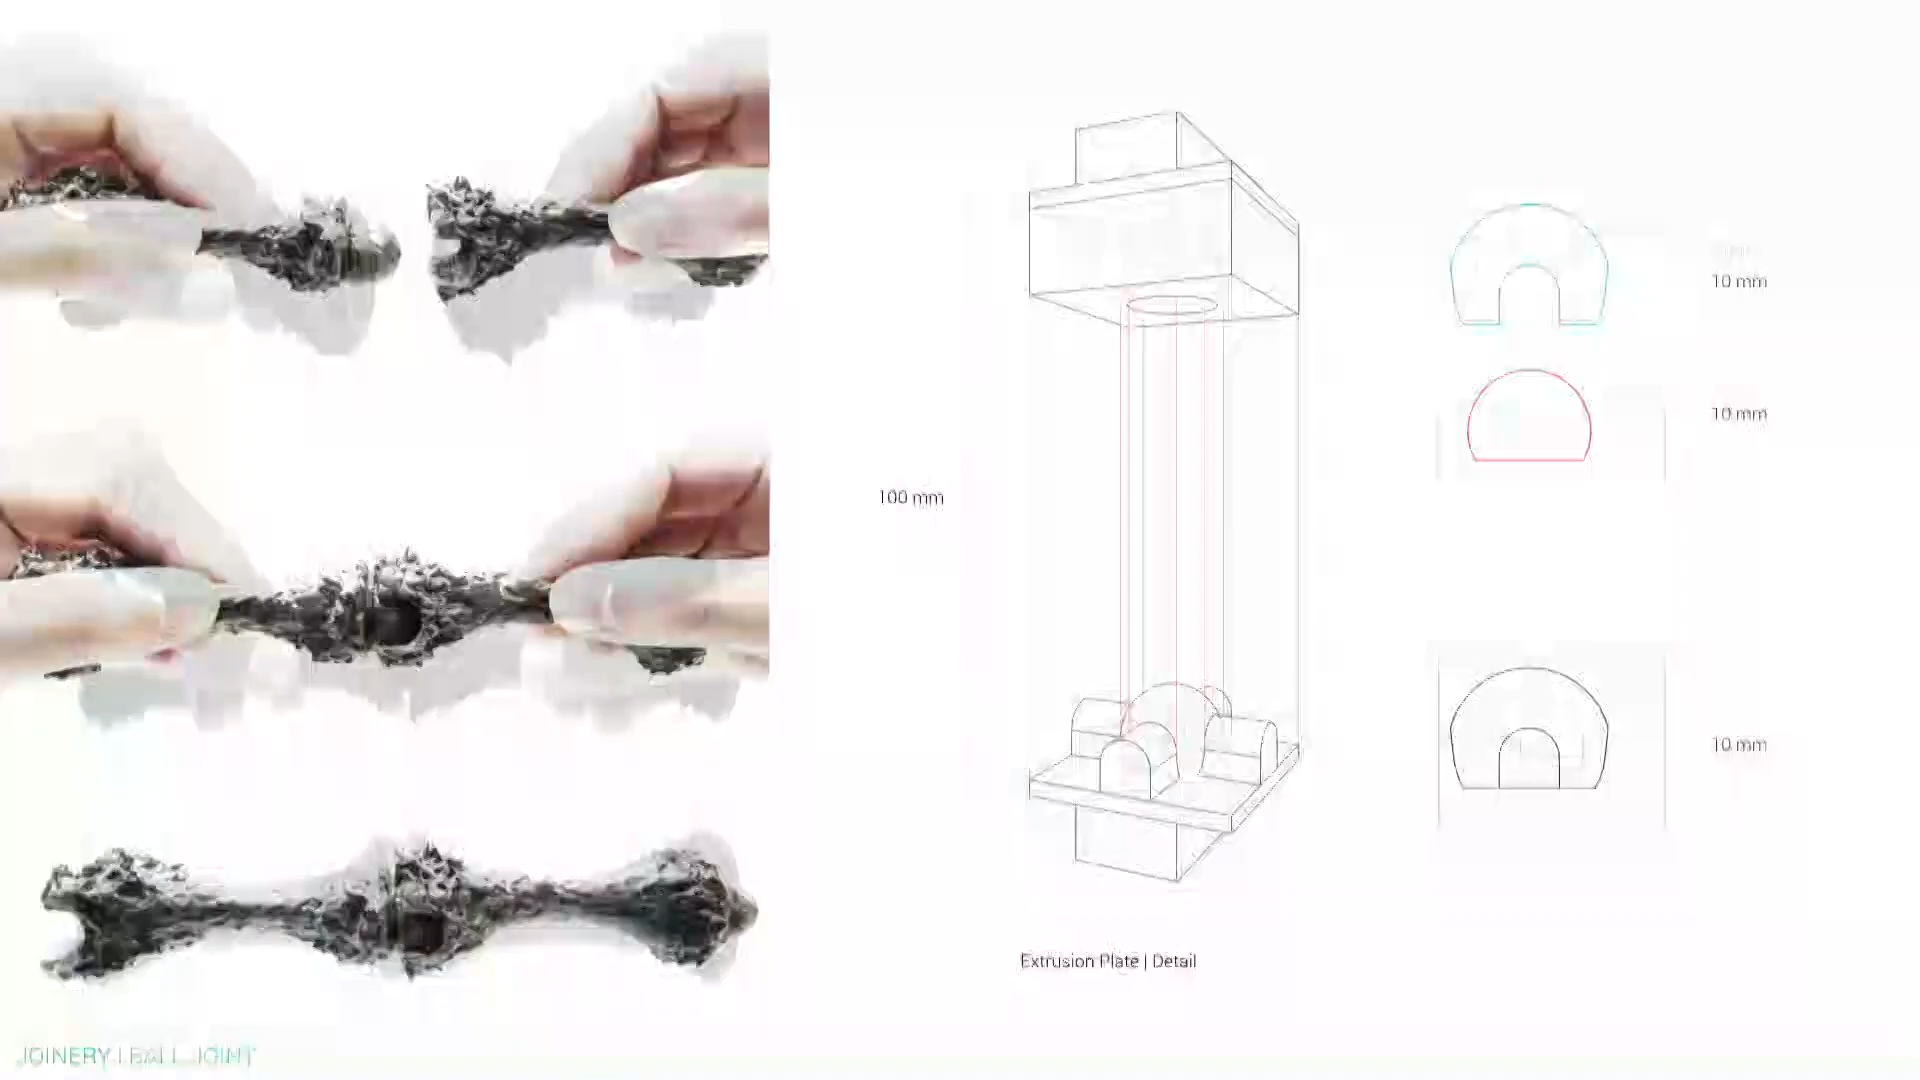 10 mm
10 mm
100 mm
10 mm
Extrusion Plate | Detail
JOINERY | BALL JOINT